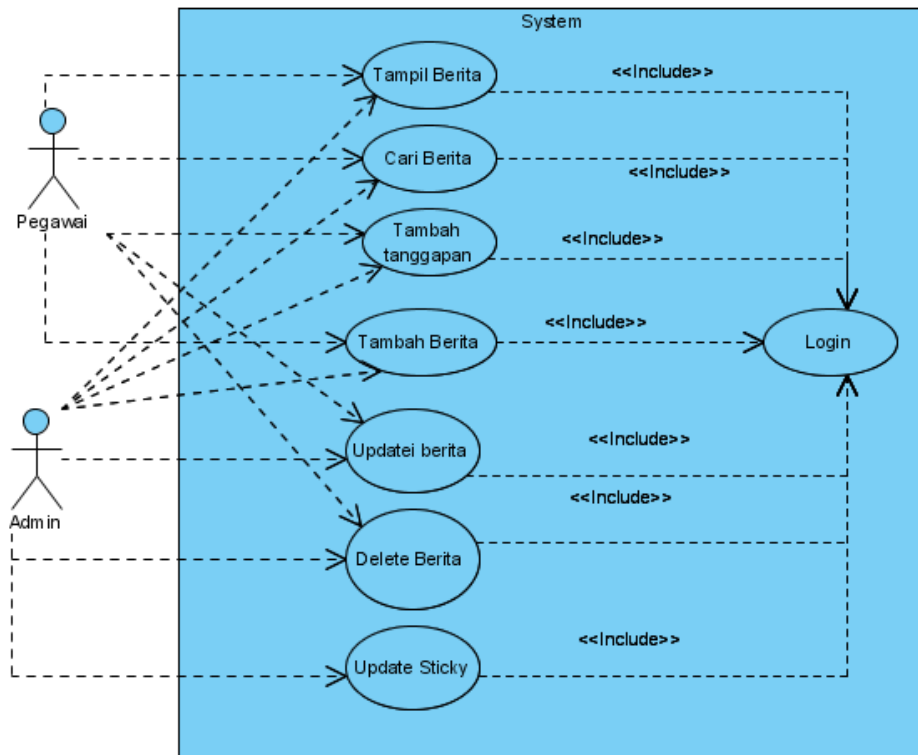 System
Tampil Berita
<<Include>>
Cari Berita
<<Include>>
Pegawai
Tambah
tanggapan
<<Include>>
Tambah Berita
<<Include>>
Login
Updatei berita
<<Include>>
<<Include>>
Admin
Delete Berita
<<Include>>
Update Sticky